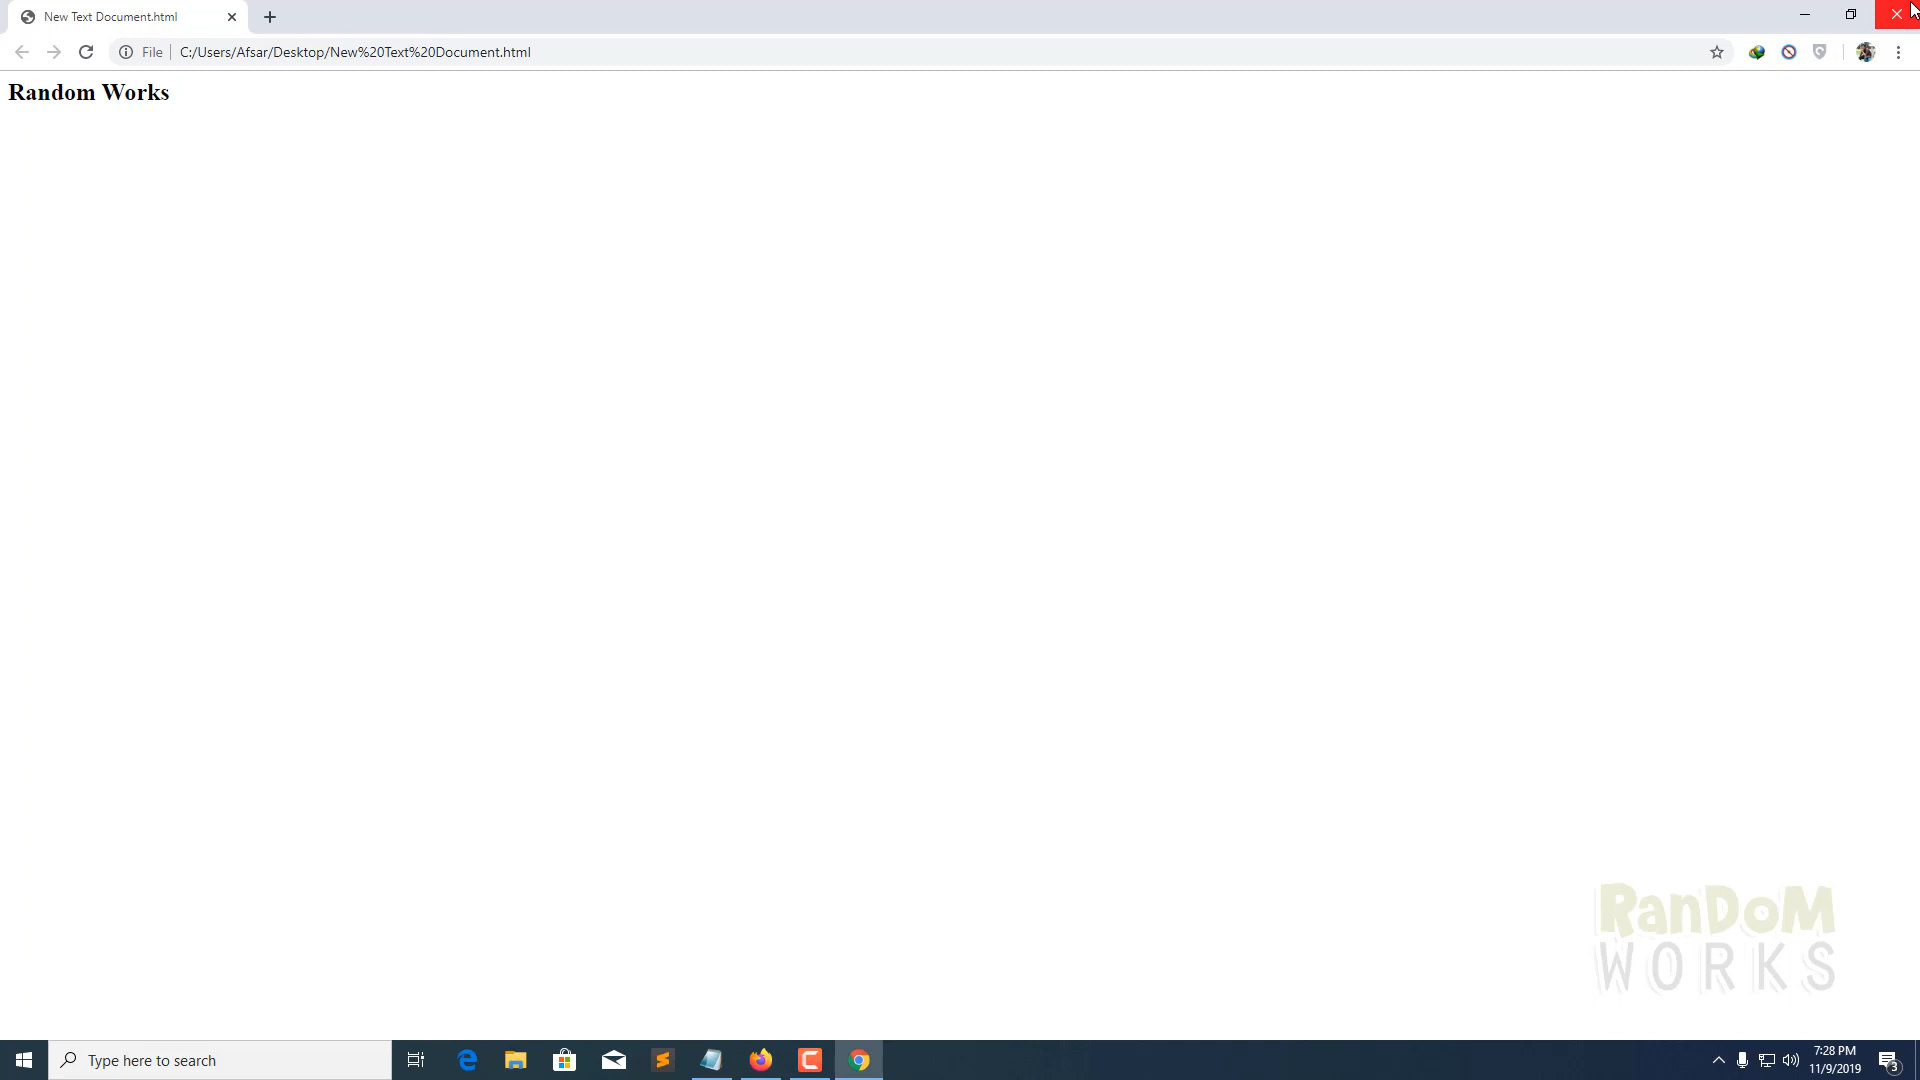 New Text Document.html
File
C:/Users/Afsar/Desktop/New%20Text%20Document.html
Random Works
RanDoM
WORKS
Type here to search
7:28 PM
11/9/2019
3